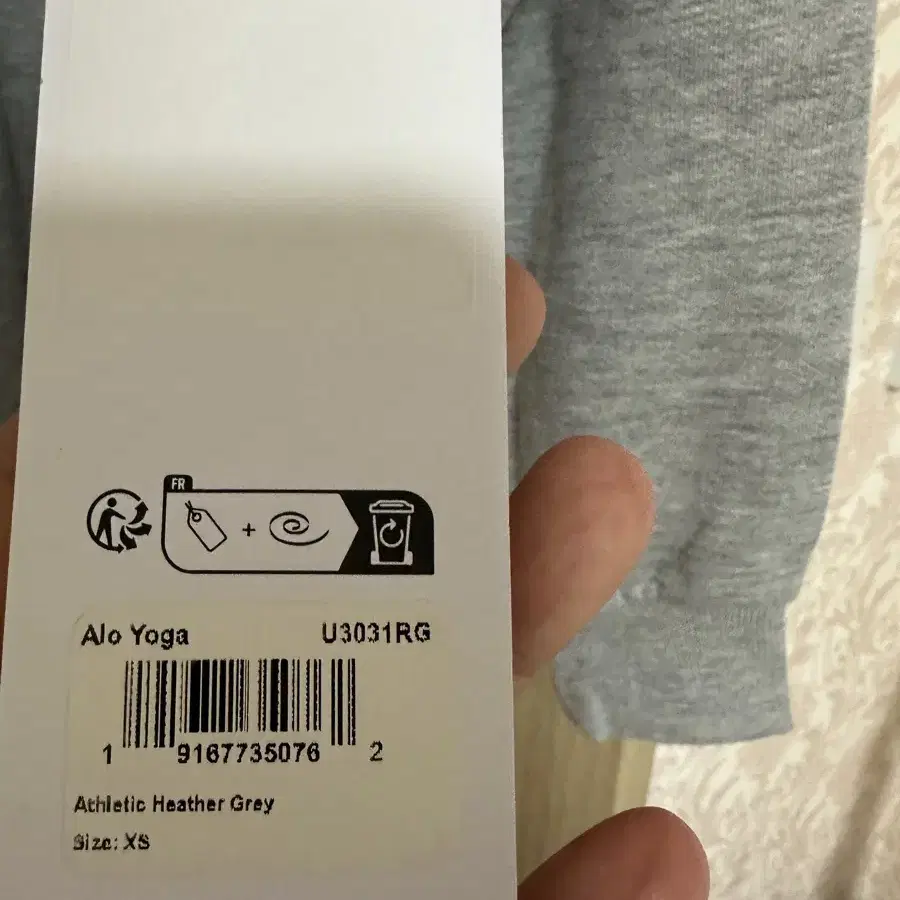 FR
Alo Yoga U3031RG
1 9167735076 2
Athletic Heather Grey
Size: XS